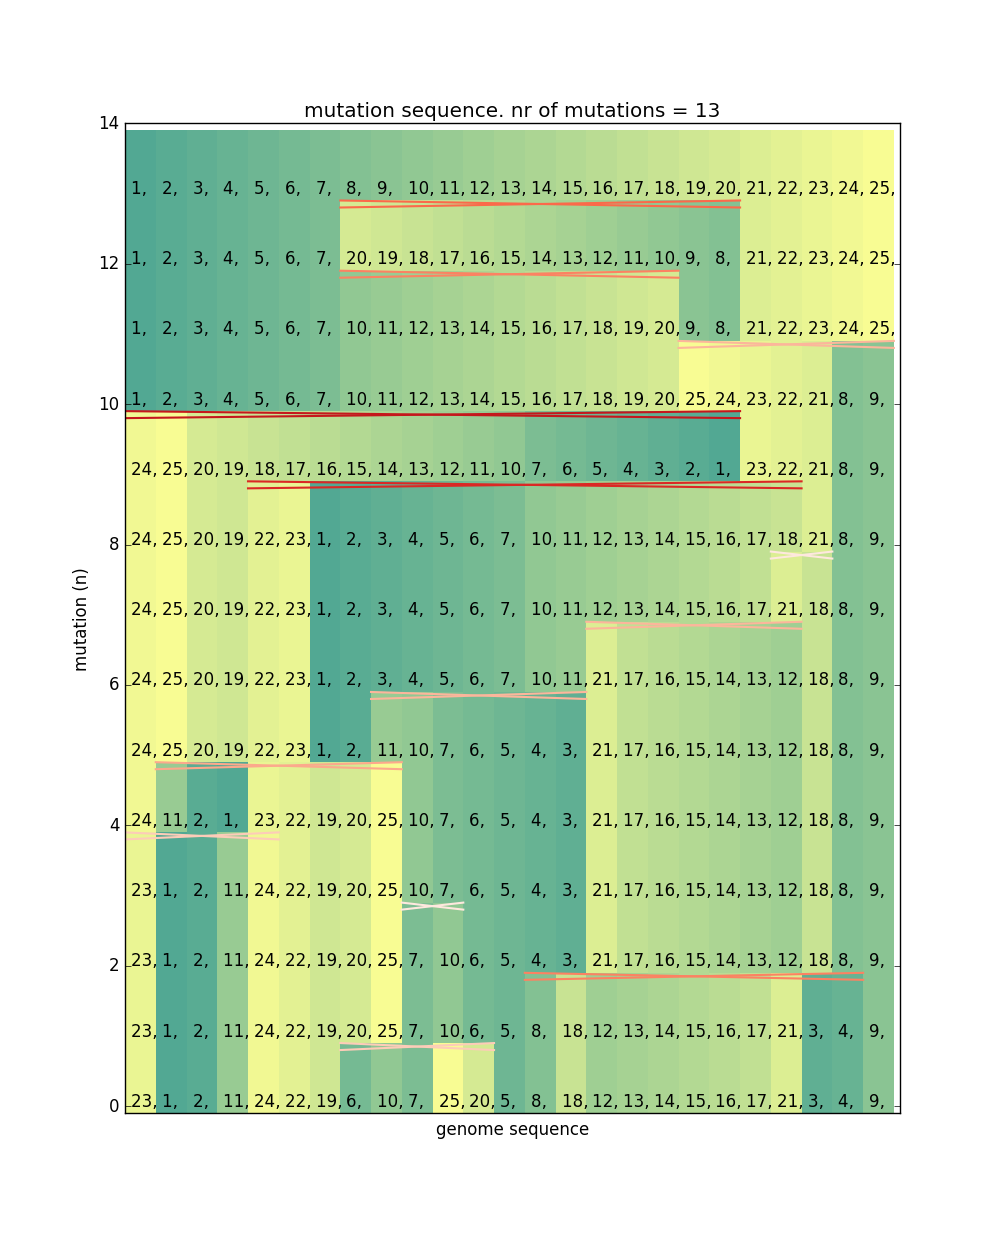 mutation sequence. nr of mutations = 13
14
1, 2, 3, 4, 5, 6, 7, 8, 9, 10, 11, 12, 13, 14, 15, 16, 17, 18, 19, 20, 21, 22, 23, 24, 25,
12 1, 2, 3, 4, 5, 6, 7, 20, 19, 18, 17, 16, 15, 14, 13, 12, 11, 10, 9, 8, 21, 22, 23, 24, 25,
1, 2, 3, 4, 5, 6, 7, 10, 11, 12, 13, 14, 15, 16, 17, 18, 19, 20, 9, 8, 21, 22, 23, 24, 25,
10 1, 2, 3, 4, 5, 6, 7, 10, 11, 12, 13, 14, 15, 16, 17, 18, 19, 20, 25, 24, 23, 22, 21, 8, 9,
24, 25, 20, 19, 18, 17, 16, 15, 14, 13, 12, 11, 10, 7, 6, 5, 4, 3, 2, 1, 23, 22, 21, 8, 9,
8 24, 25, 20, 19, 22, 23, 1, 2, 3, 4, 5, 6, 7, 10, 11, 12, 13, 14, 15, 16, 17, 18, 21, 8, 9,
24, 25, 20, 19, 22, 23, 1, 2, 3, 4, 5, 6, 7, 10, 11, 12, 13, 14, 15, 16, 17, 21, 18, 8, 9,
6 24, 25, 20, 19, 22, 23, 1, 2, 3, 4, 5, 6, 7, 10, 11, 21, 17, 16, 15, 14, 13, 12, 18, 8, 9,
24, 25, 20, 19, 22, 23, 1, 2, 11, 10, 7, 6, 5, 4, 3, 21, 17, 16, 15, 14, 13, 12, 18, 8, 9,
4 24, 11, 2, 1, 23, 22, 19, 20, 25, 10, 7, 6, 5, 4, 3, 21, 17, 16, 15, 14, 13, 12, 18, 8, 9,
23, 1, 2, 11, 24, 22, 19, 20, 25, 10, 7, 6, 5, 4, 3, 21, 17, 16, 15, 14, 13, 12, 18, 8, 9,
2 23, 1, 2, 11, 24, 22, 19, 20, 25, 7, 10, 6, 5, 4, 3, 21, 17, 16, 15, 14, 13, 12, 18, 8, 9,
23, 1, 2, 11, 24, 22, 19, 20, 25, 7, 10, 6, 5, 8, 18, 12, 13, 14, 15, 16, 17, 21, 3, 4, 9,
0 23, 1, 2, 11, 24, 22, 19, 6, 10, 7, 25, 20, 5, 8, 18, 12, 13, 14, 15, 16, 17, 21, 3, 4, 9,
mutation (n)
genome sequence